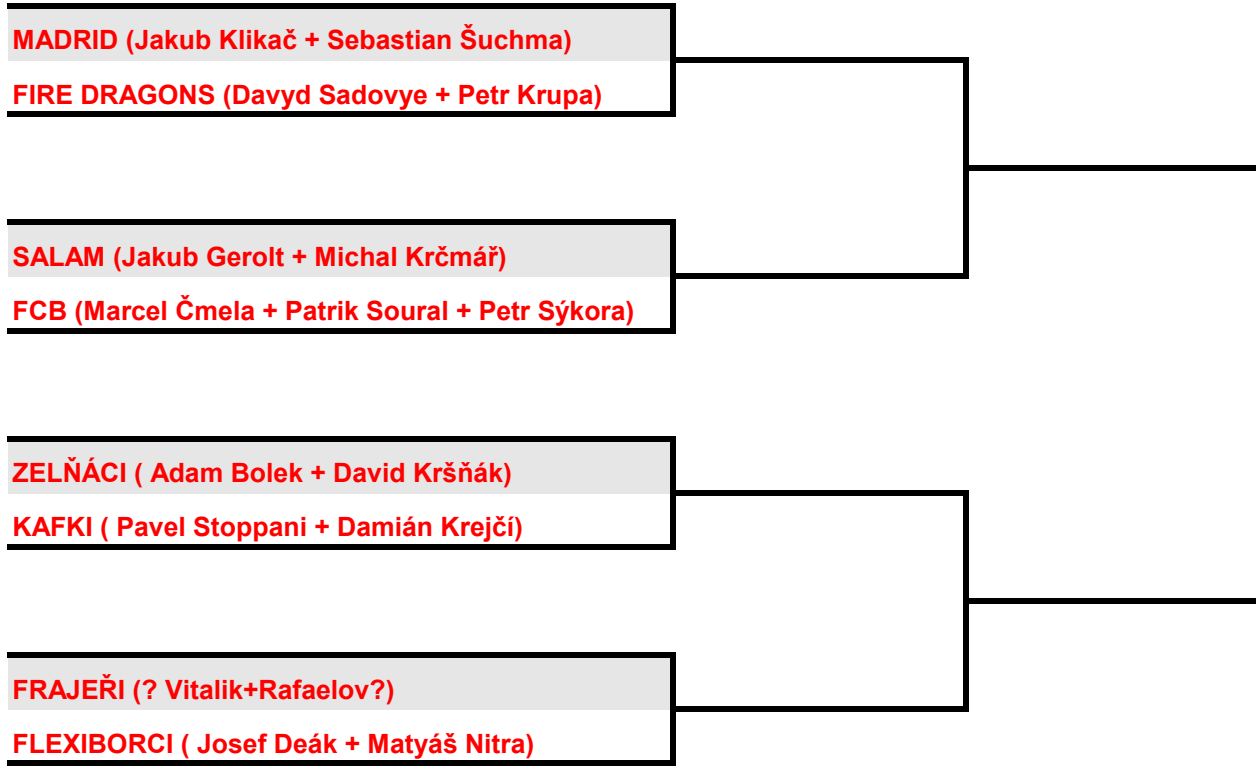 MADRID (Jakub Klikač + Sebastian Šuchma)
FIRE DRAGONS (Davyd Sadovye + Petr Krupa)
SALAM (Jakub Gerolt + Michal Krčmář)
FCB (Marcel Čmela + Patrik Soural + Petr Sýkora)
ZELŇÁCI ( Adam Bolek + David Kršňák)
KAFKI ( Pavel Stoppani + Damián Krejčí)
FRAJEŘI (? Vitalik+Rafaelov?)
FLEXIBORCI ( Josef Deák + Matyáš Nitra)